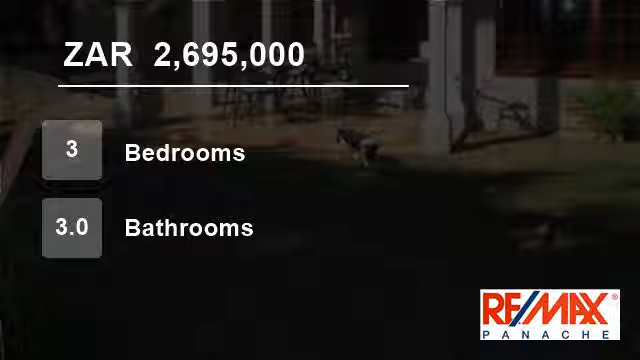 ZAR 2,695,000
3 Bedrooms
3.0 Bathrooms
RE/MAX®
PANACHE